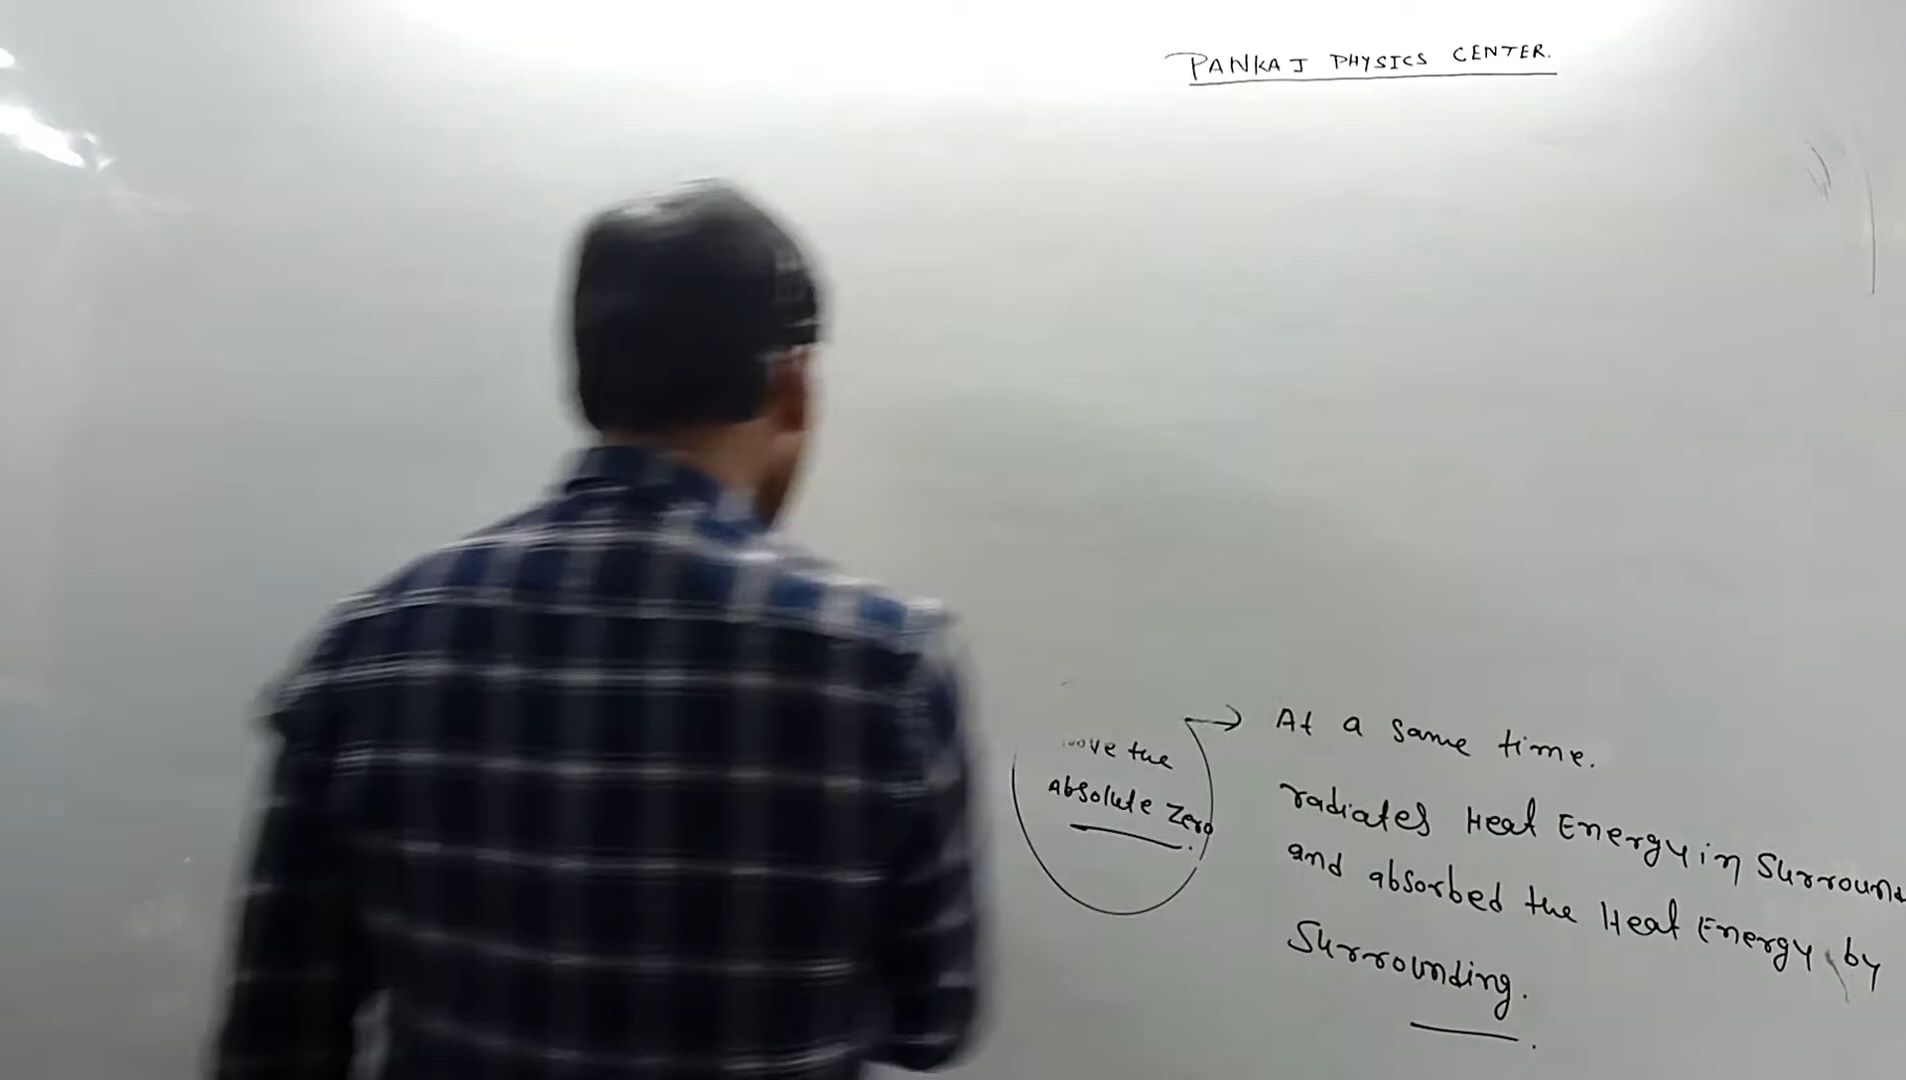 PANKAJ PHYSICS CENTER.
the
absolute Zero
At a same time.
radiates Heat Energy in Surround
and absorbed the Heat Energy by
Surrounding.